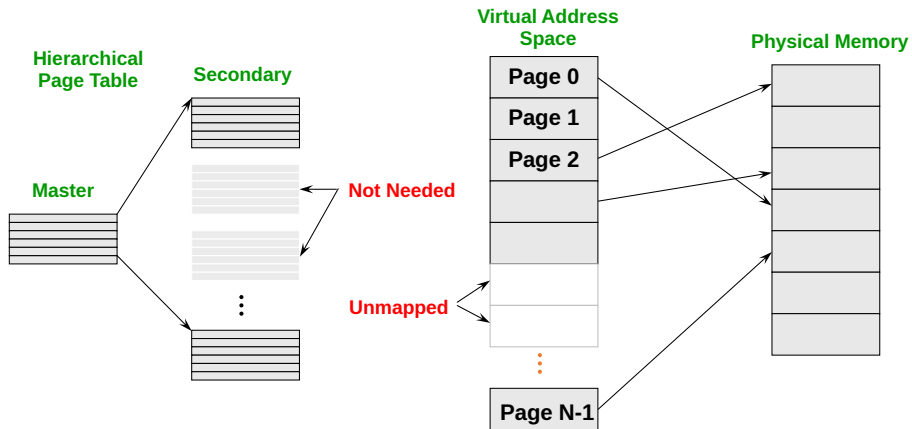 Hierarchical
Page Table
Secondary
Master
Not Needed
Unmapped
Virtual Address
Space
Page 0
Page 1
Page 2
Page N-1
Physical Memory